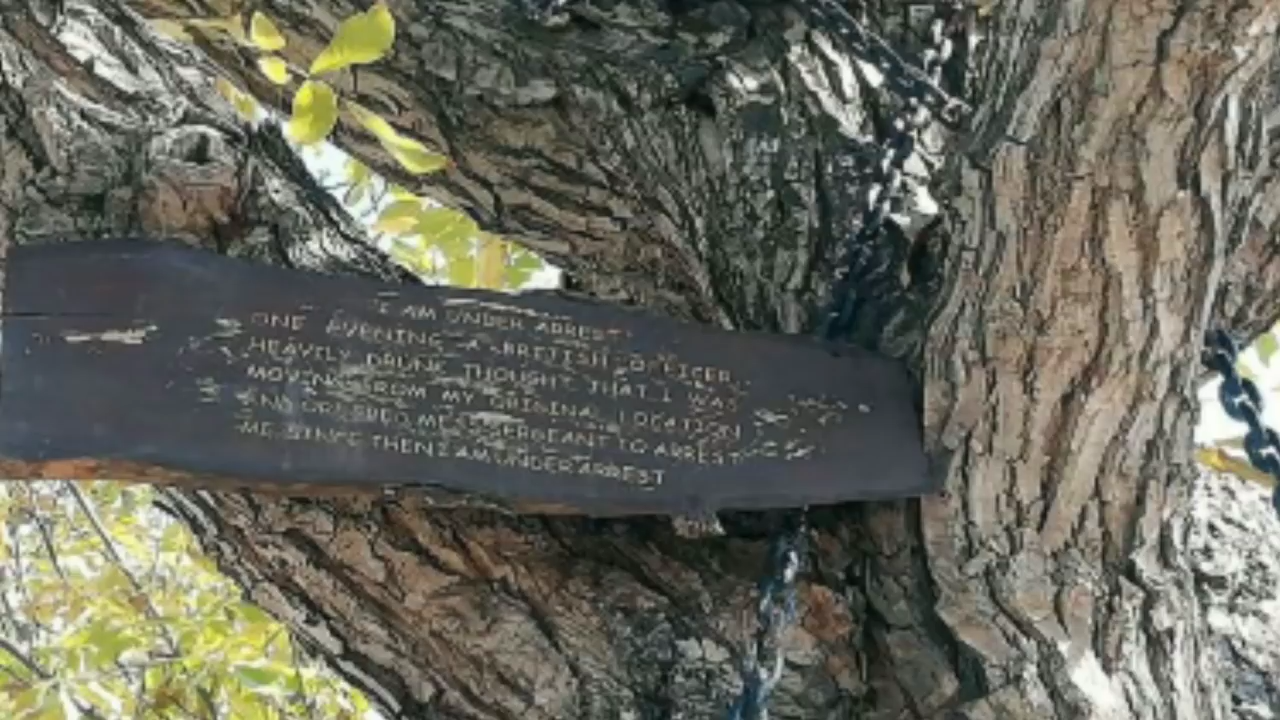 I AM UNDER ARREST
ONE EVENING A BRITISH OFFICER
HEAVILY DRUNK THOUGHT THAT I WAS
MOVING FROM MY ORIGINAL LOCATION
AND ORDERED MESS SERGEANT TO ARREST
ME. SINCE THEN I AM UNDER ARREST